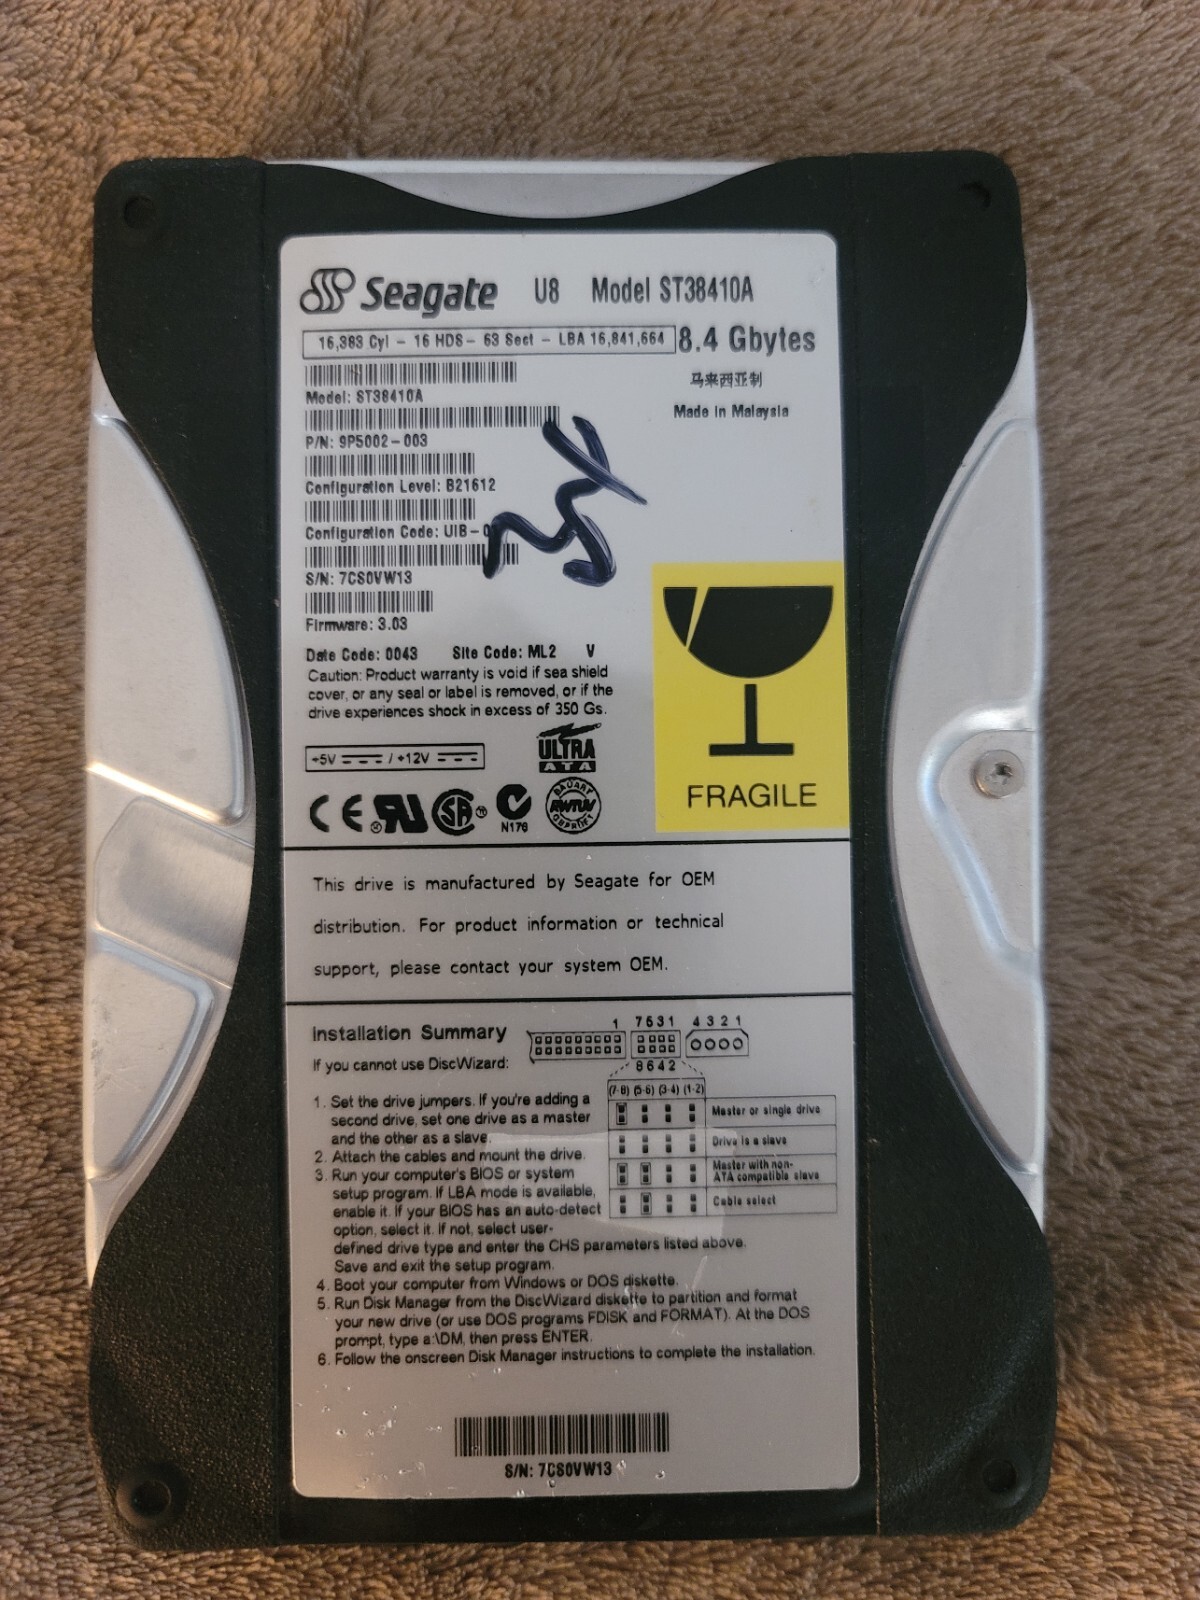 Seagate U8 Model ST38410A
16,383 Cyl - 16 HDS - 63 Sect - LBA 16,841,664 8.4 Gbytes
马来西亚制
Model: ST38410A
Made in Malaysia
P/N: 9P5002-003
Configuration Level: B21612
Configuration Code: UIB-
S/N: 7CS0VW13
Firmware: 3.03
Date Code: 0043 Site Code: ML2 V
Caution: Product warranty is void if sea shield
cover, or any seal or label is removed, or if the
drive experiences shock in excess of 350 Gs.
+5V / +12V
ULTRA
ATA
CE
N176
FRAGILE
This drive is manufactured by Seagate for OEM
distribution. For product information or technical
support, please contact your system OEM.
Installation Summary
If you cannot use DiscWizard:
1 7531 4321
8642
(7-8) (5-6) (3-4) (1-2)
Master or single drive
Drive is a slave
Master with non-
ATA compatible slave
Cable select
1. Set the drive jumpers. If you're adding a
second drive, set one drive as a master
and the other as a slave.
2. Attach the cables and mount the drive.
3. Run your computer's BIOS or system
setup program. If LBA mode is available,
enable it. If your BIOS has an auto-detect
option, select it. If not, select user-
defined drive type and enter the CHS parameters listed above.
Save and exit the setup program.
4. Boot your computer from Windows or DOS diskette.
5. Run Disk Manager from the DiscWizard diskette to partition and format
your new drive (or use DOS programs FDISK and FORMAT). At the DOS
prompt, type a:\DM, then press ENTER.
6. Follow the onscreen Disk Manager instructions to complete the installation.
S/N: 7CS0VW13